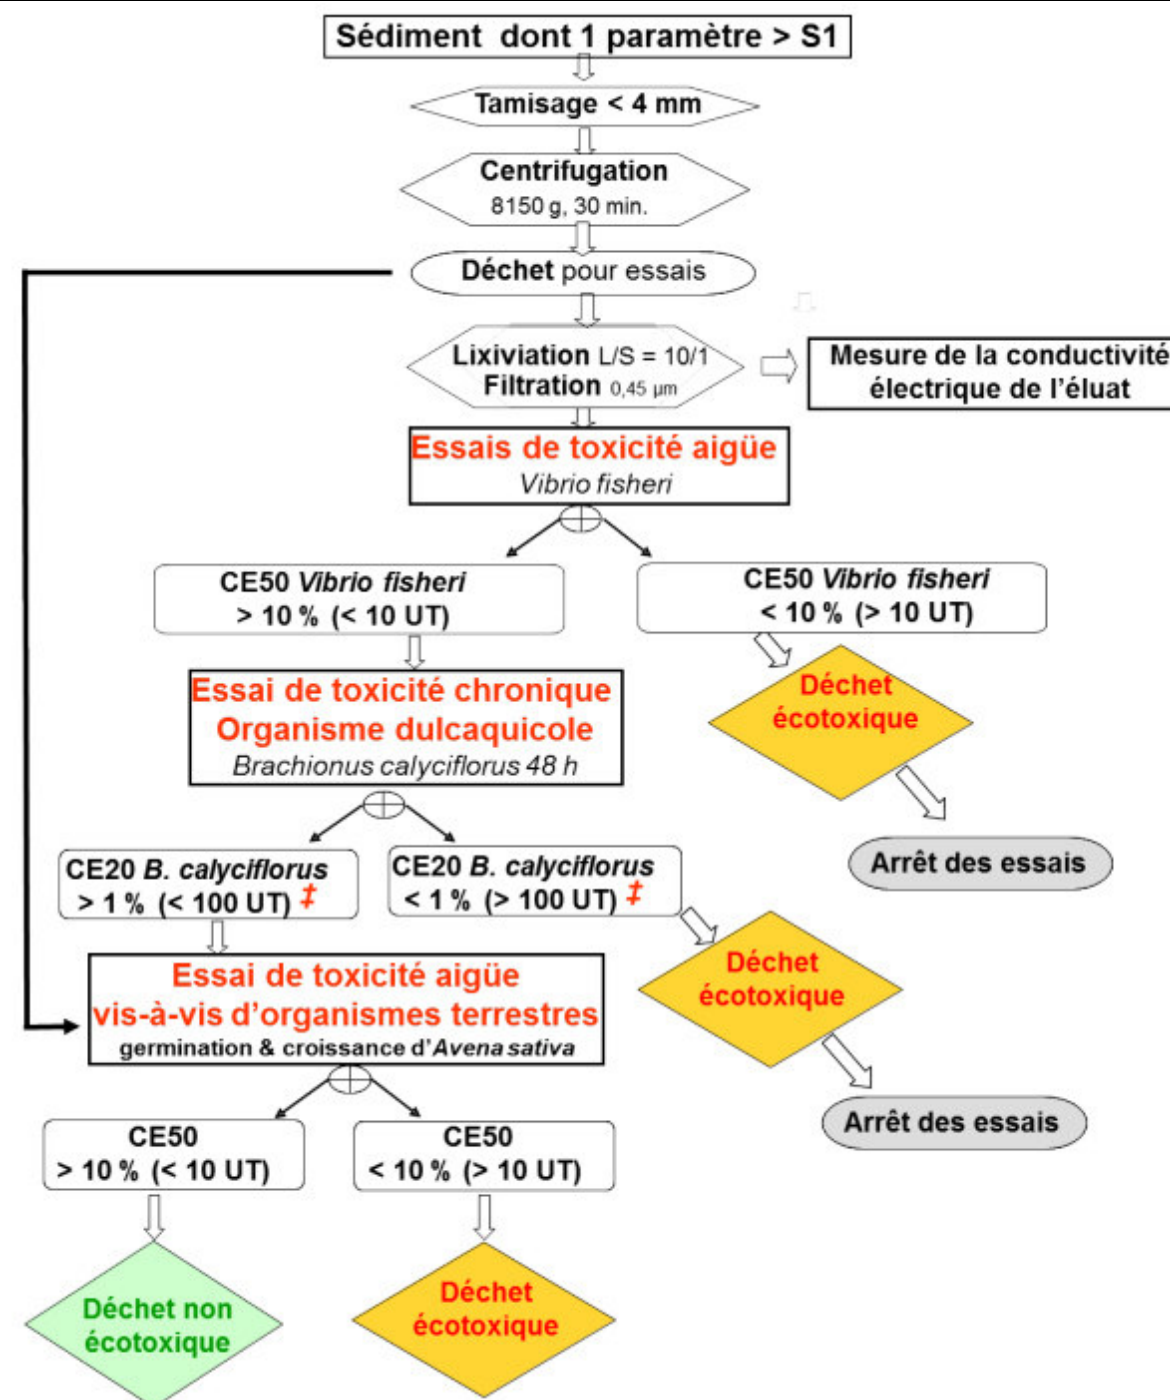 Sédiment dont 1 paramètre > S1
Tamisage < 4 mm
Centrifugation
8150 g, 30 min.
Déchet pour essais
Lixiviation L/S = 10/1
Filtration 0,45 µm
Mesure de la conductivité
électrique de l'éluat
Essais de toxicité aigüe
Vibrio fisheri
CE50 Vibrio fisheri
> 10 % (< 10 UT)
CE50 Vibrio fisheri
< 10 % (> 10 UT)
Déchet
écotoxique
Arrêt des essais
Essai de toxicité chronique
Organisme dulcaquicole
Brachionus calyciflorus 48 h
CE20 B. calyciflorus
> 1 % (< 100 UT) ‡
CE20 B. calyciflorus
< 1 % (> 100 UT) ‡
Déchet
écotoxique
Arrêt des essais
Essai de toxicité aigüe
vis-à-vis d'organismes terrestres
germination & croissance d'Avena sativa
CE50
> 10 % (< 10 UT)
CE50
< 10 % (> 10 UT)
Déchet non
écotoxique
Déchet
écotoxique